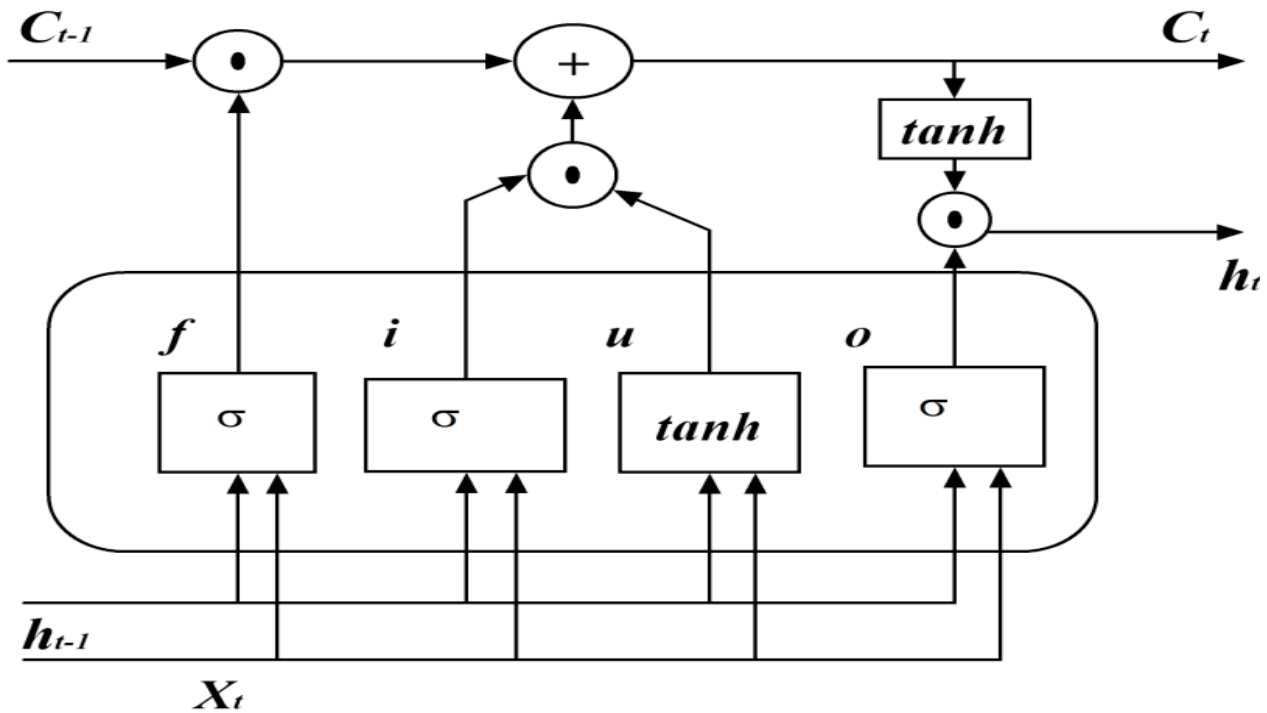 Cₜ₋₁ Cₜ
+
tanh
hₜ
f i u o
σ σ tanh σ
hₜ₋₁
Xₜ